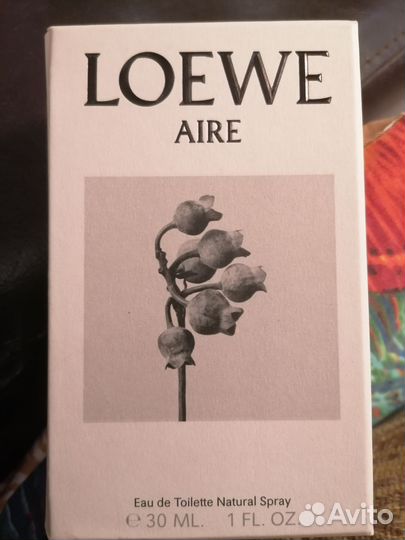 LOEWE
AIRE
Eau de Toilette Natural Spray
℮ 30 ML. 1 FL. OZ.
Avito